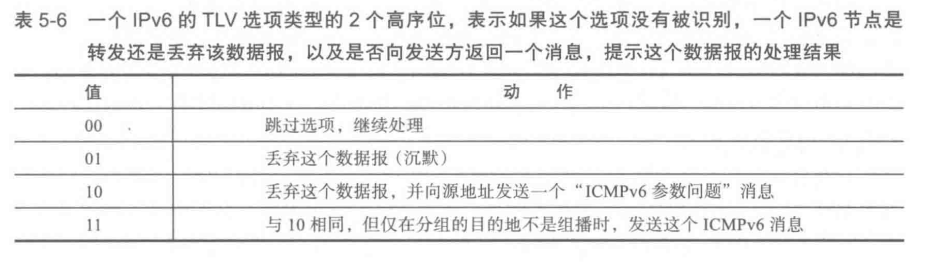 表 5-6 一个 IPv6 的 TLV 选项类型的 2 个高序位，表示如果这个选项没有被识别，一个 IPv6 节点是
转发还是丢弃该数据报，以及是否向发送方返回一个消息，提示这个数据报的处理结果
值 动 作
00 跳过选项，继续处理
01 丢弃这个数据报（沉默）
10 丢弃这个数据报，并向源地址发送一个“ICMPv6 参数问题”消息
11 与 10 相同，但仅在分组的目的地不是组播时，发送这个 ICMPv6 消息